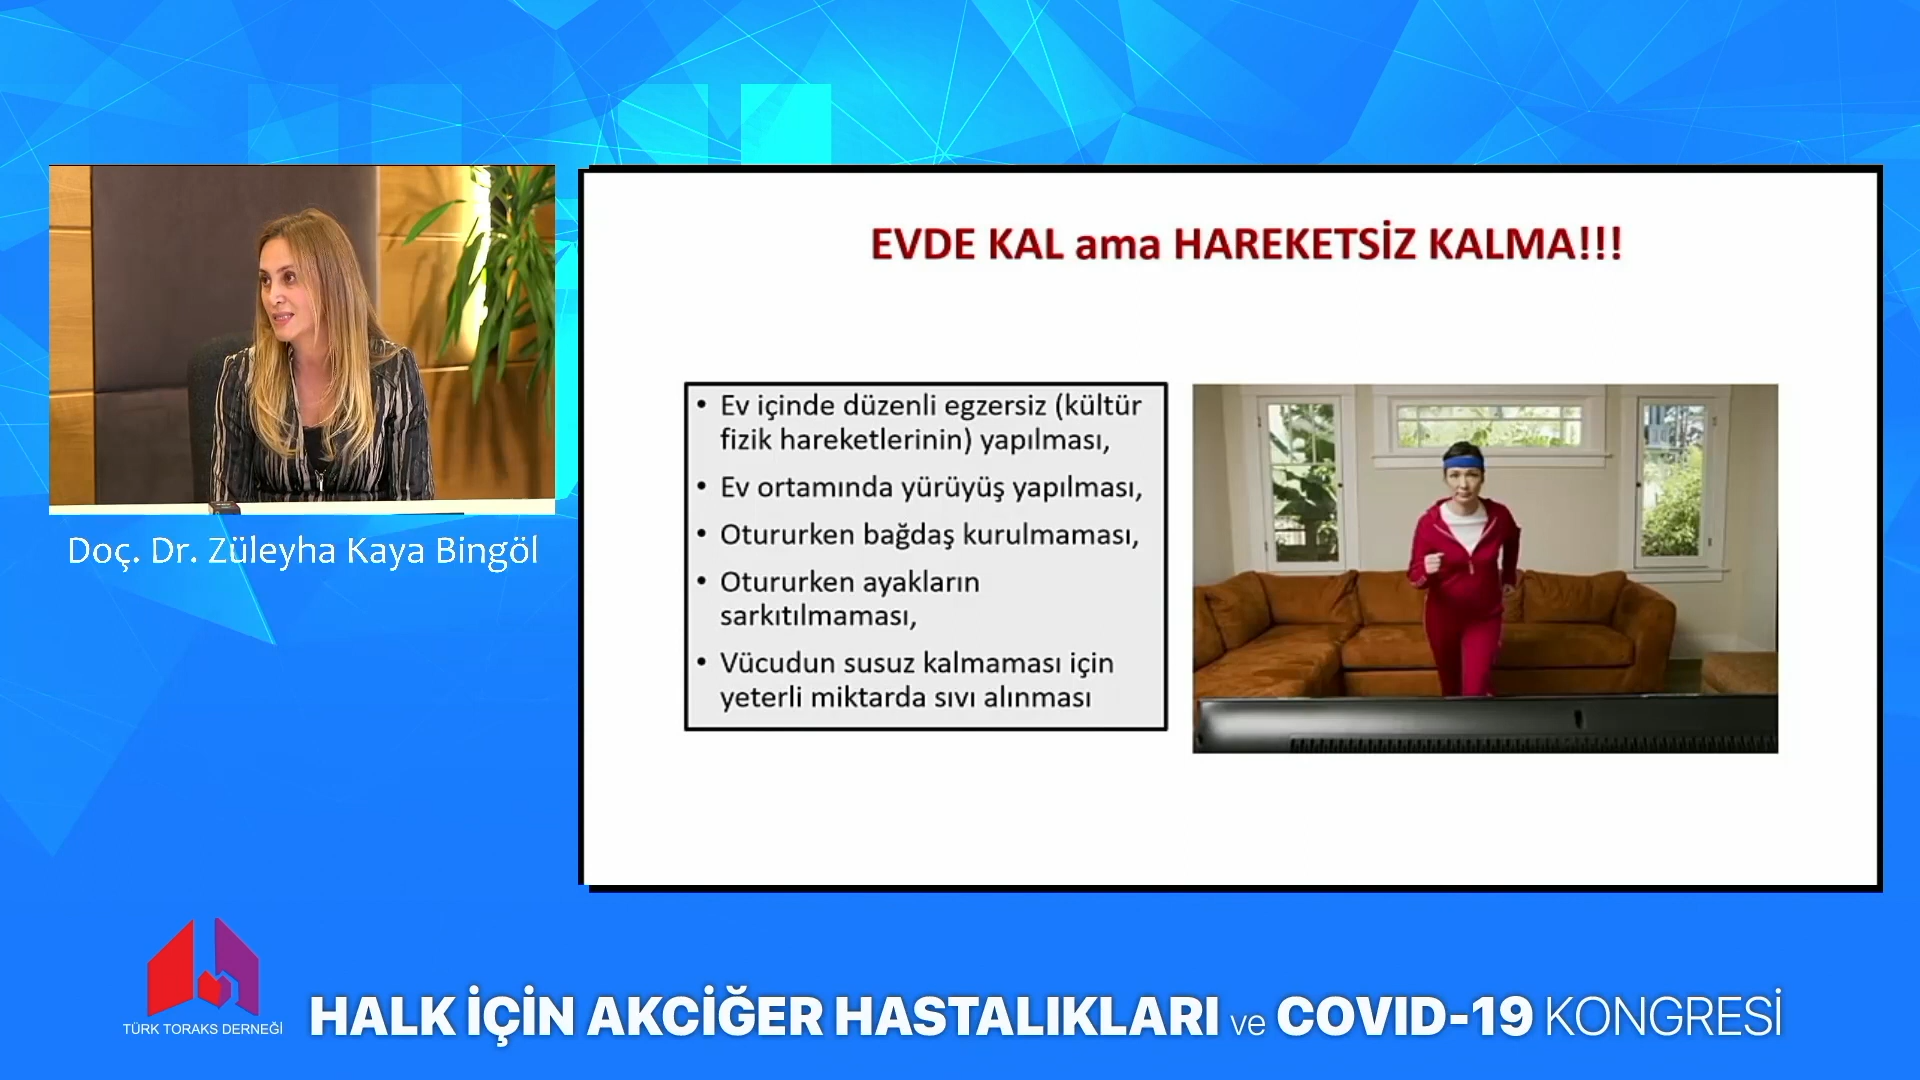 EVDE KAL ama HAREKETSİZ KALMA!!!
• Ev içinde düzenli egzersiz (kültür
fizik hareketlerinin) yapılması,
• Ev ortamında yürüyüş yapılması,
• Otururken bağdaş kurulmaması,
• Otururken ayakların
sarkıtılmaması,
• Vücudun susuz kalmaması için
yeterli miktarda sıvı alınması
Doç. Dr. Züleyha Kaya Bingöl
TÜRK TORAKS DERNEĞİ
HALK İÇİN AKCİĞER HASTALIKLARI ve COVID-19 KONGRESİ